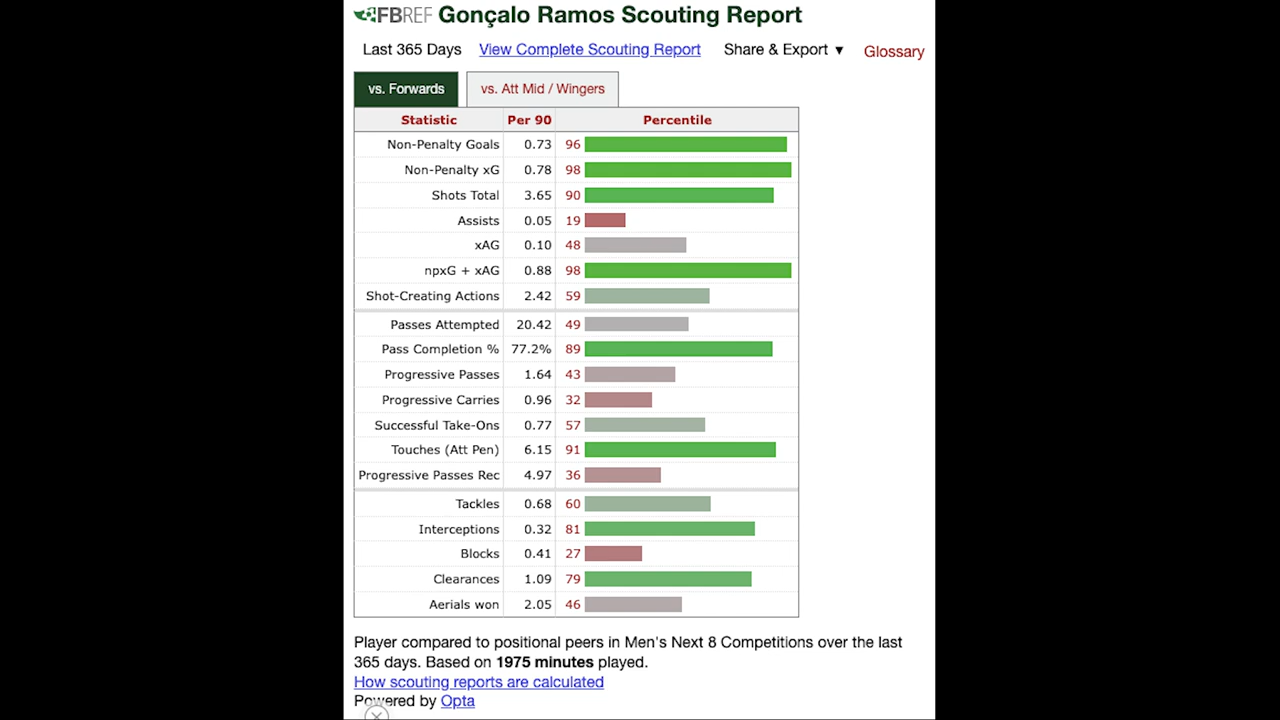 FBREF Gonçalo Ramos Scouting Report
Last 365 Days View Complete Scouting Report Share & Export ▼ Glossary
vs. Forwards vs. Att Mid / Wingers
Statistic Per 90 Percentile
Non-Penalty Goals 0.73 96
Non-Penalty xG 0.78 98
Shots Total 3.65 90
Assists 0.05 19
xAG 0.10 48
npxG + xAG 0.88 98
Shot-Creating Actions 2.42 59
Passes Attempted 20.42 49
Pass Completion % 77.2% 89
Progressive Passes 1.64 43
Progressive Carries 0.96 32
Successful Take-Ons 0.77 57
Touches (Att Pen) 6.15 91
Progressive Passes Rec 4.97 36
Tackles 0.68 60
Interceptions 0.32 81
Blocks 0.41 27
Clearances 1.09 79
Aerials won 2.05 46
Player compared to positional peers in Men's Next 8 Competitions over the last
365 days. Based on 1975 minutes played.
How scouting reports are calculated
Powered by Opta